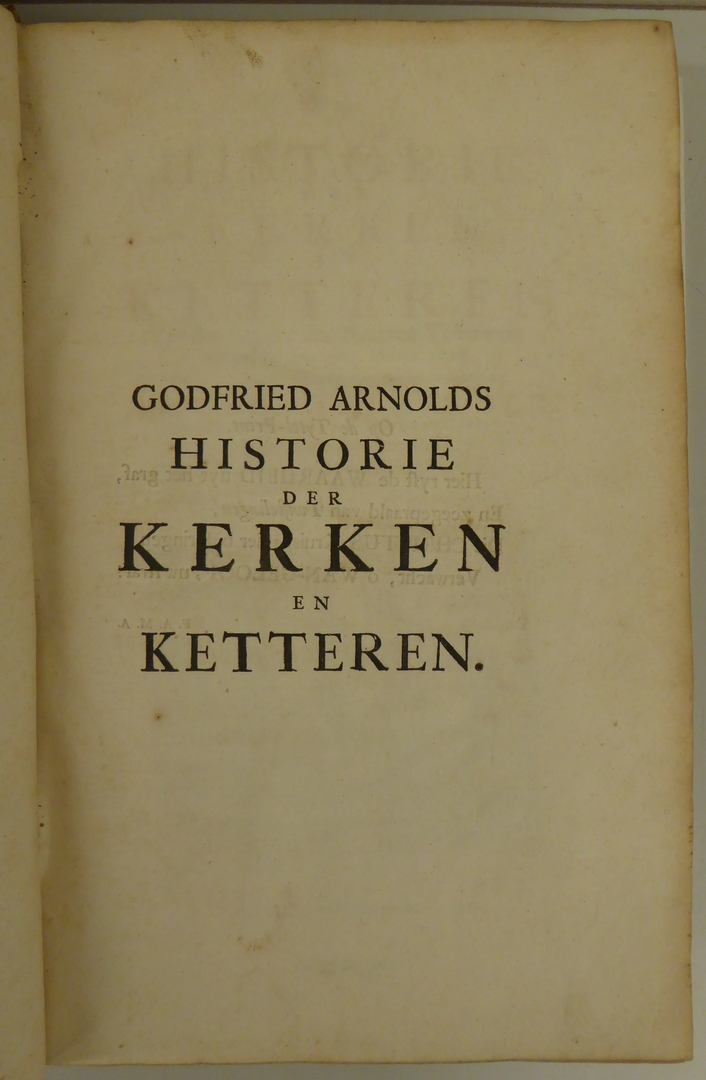 GODFRIED ARNOLDS
HISTORIE
DER
KERKEN
EN
KETTEREN.